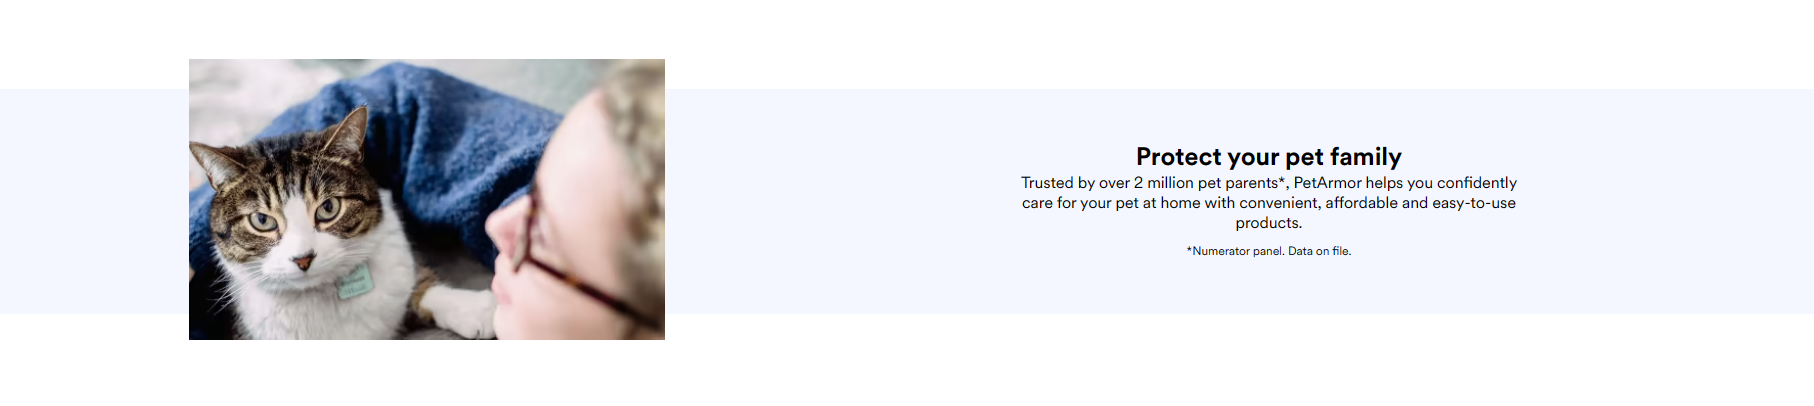 Protect your pet family
Trusted by over 2 million pet parents*, PetArmor helps you confidently
care for your pet at home with convenient, affordable and easy-to-use
products.
*Numerator panel. Data on file.